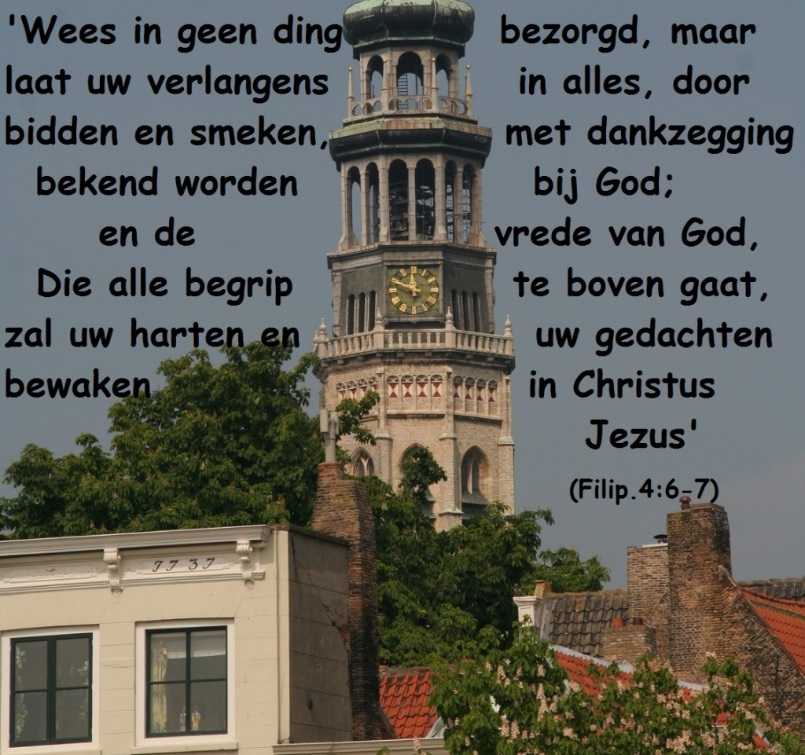 'Wees in geen ding bezorgd, maar
laat uw verlangens in alles, door
bidden en smeken, met dankzegging
bekend worden bij God;
en de vrede van God,
Die alle begrip te boven gaat,
zal uw harten en uw gedachten
bewaken in Christus
Jezus'
(Filip.4:6-7)
1737